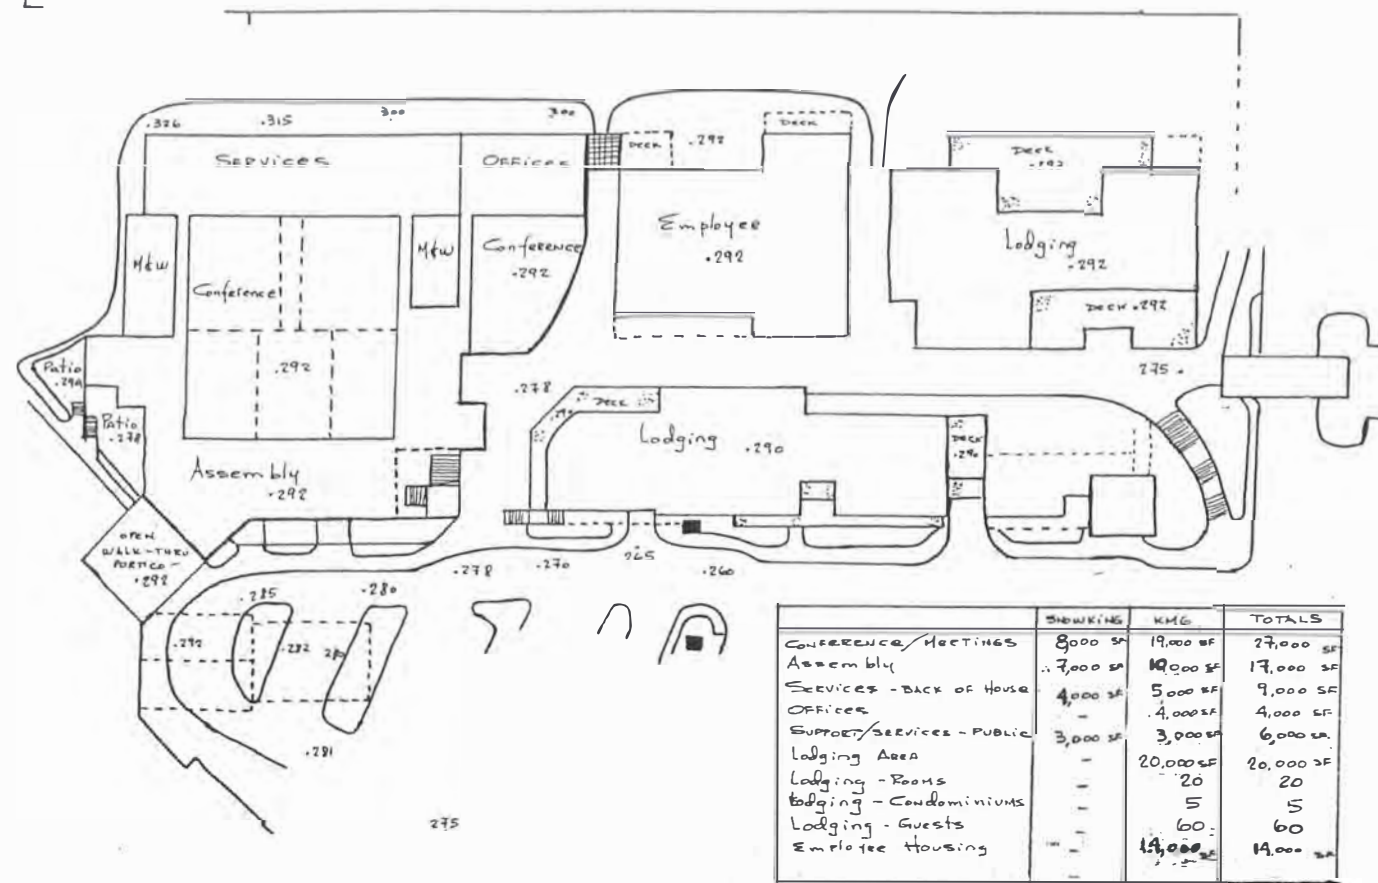 .326 .315 300 300
SERVICES OFFICES
DECK .292 DECK
DECK .292
M&W Conference M&W Conference .292
.292
Employee .292
Lodging .292
DECK .292
Patio .294
Patio .278
Assembly .292
OPEN
WALK-THRU
PORTICO -
.292
.278 DECK
Lodging .290
DECK .290
275 .
.278 .270 265 .260
.285 .280
.292 .282 280
.281
275
SNOWKING KMG TOTALS
CONFERENCE/MEETINGS 8,000 SF 19,000 SF 27,000 SF
Assembly 7,000 SF 10,000 SF 17,000 SF
SERVICES - BACK OF HOUSE 4,000 SF 5,000 SF 9,000 SF
OFFICES - 4,000 SF 4,000 SF
SUPPORT/SERVICES - PUBLIC 3,000 SF 3,000 SF 6,000 SF
Lodging AREA - 20,000 SF 20,000 SF
Lodging - Rooms - 20 20
Lodging - Condominiums - 5 5
Lodging - Guests - 60 60
Employee Housing - 14,000 SF 14,000 SF